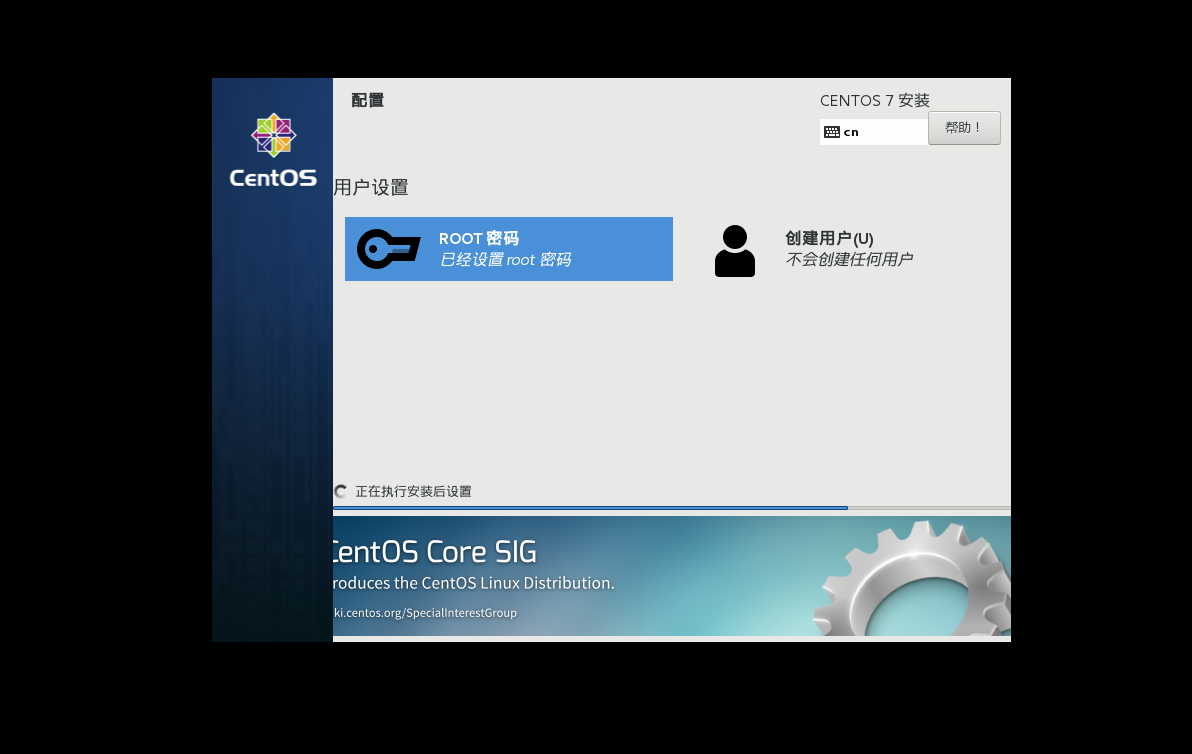 配置
CENTOS 7 安装
cn
帮助！
CentOS
用户设置
ROOT 密码
已经设置 root 密码
创建用户(U)
不会创建任何用户
正在执行安装后设置
CentOS Core SIG
roduces the CentOS Linux Distribution.
ki.centos.org/SpecialInterestGroup